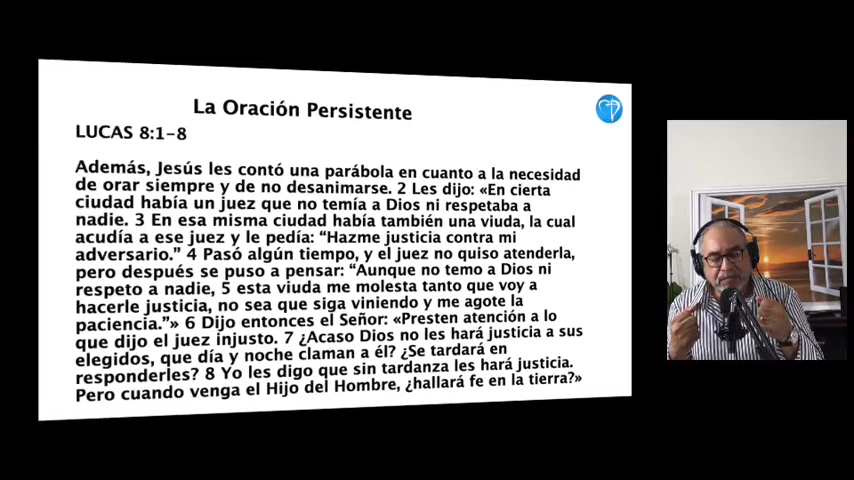 La Oración Persistente
LUCAS 8:1-8
Además, Jesús les contó una parábola en cuanto a la necesidad
de orar siempre y de no desanimarse. 2 Les dijo: «En cierta
ciudad había un juez que no temía a Dios ni respetaba a
nadie. 3 En esa misma ciudad había también una viuda, la cual
acudía a ese juez y le pedía: “Hazme justicia contra mi
adversario.” 4 Pasó algún tiempo, y el juez no quiso atenderla,
pero después se puso a pensar: “Aunque no temo a Dios ni
respeto a nadie, 5 esta viuda me molesta tanto que voy a
hacerle justicia, no sea que siga viniendo y me agote la
paciencia.”» 6 Dijo entonces el Señor: «Presten atención a lo
que dijo el juez injusto. 7 ¿Acaso Dios no les hará justicia a sus
elegidos, que día y noche claman a él? ¿Se tardará en
responderles? 8 Yo les digo que sin tardanza les hará justicia.
Pero cuando venga el Hijo del Hombre, ¿hallará fe en la tierra?»